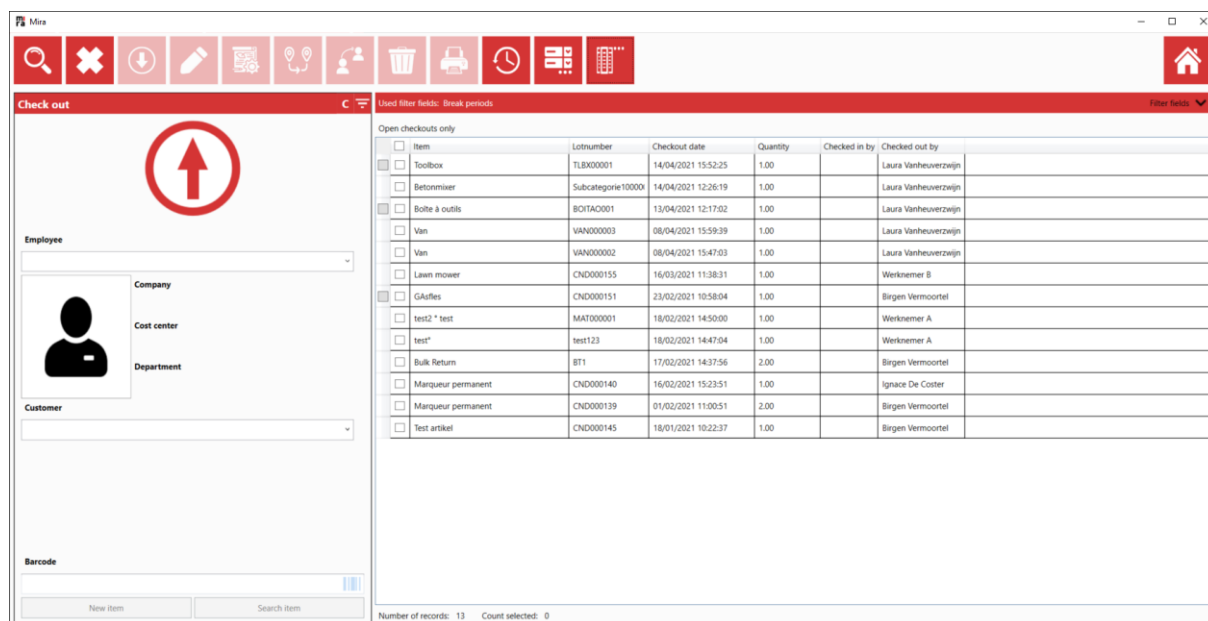 Mira
Check out C
Employee
Company
Cost center
Department
Customer
Barcode
New item Search item
Used filter fields: Break periods Filter fields
Open checkouts only
Item Lotnumber Checkout date Quantity Checked in by Checked out by
Toolbox TLBX00001 14/04/2021 15:52:25 1.00 Laura Vanheuverzwijn
Betonmixer Subcategorie10000 14/04/2021 12:26:19 1.00 Laura Vanheuverzwijn
Boîte à outils BOITAO001 13/04/2021 12:17:02 1.00 Laura Vanheuverzwijn
Van VAN000003 08/04/2021 15:59:39 1.00 Laura Vanheuverzwijn
Van VAN000002 08/04/2021 15:47:03 1.00 Laura Vanheuverzwijn
Lawn mower CND000155 16/03/2021 11:38:31 1.00 Werknemer B
GAsfles CND000151 23/02/2021 10:58:04 1.00 Birgen Vermoortel
test2 * test MAT000001 18/02/2021 14:50:00 1.00 Werknemer A
test* test123 18/02/2021 14:47:04 1.00 Werknemer A
Bulk Return BT1 17/02/2021 14:37:56 2.00 Birgen Vermoortel
Marqueur permanent CND000140 16/02/2021 15:23:51 1.00 Ignace De Coster
Marqueur permanent CND000139 01/02/2021 11:00:51 2.00 Birgen Vermoortel
Test artikel CND000145 18/01/2021 10:22:37 1.00 Birgen Vermoortel
Number of records: 13 Count selected: 0